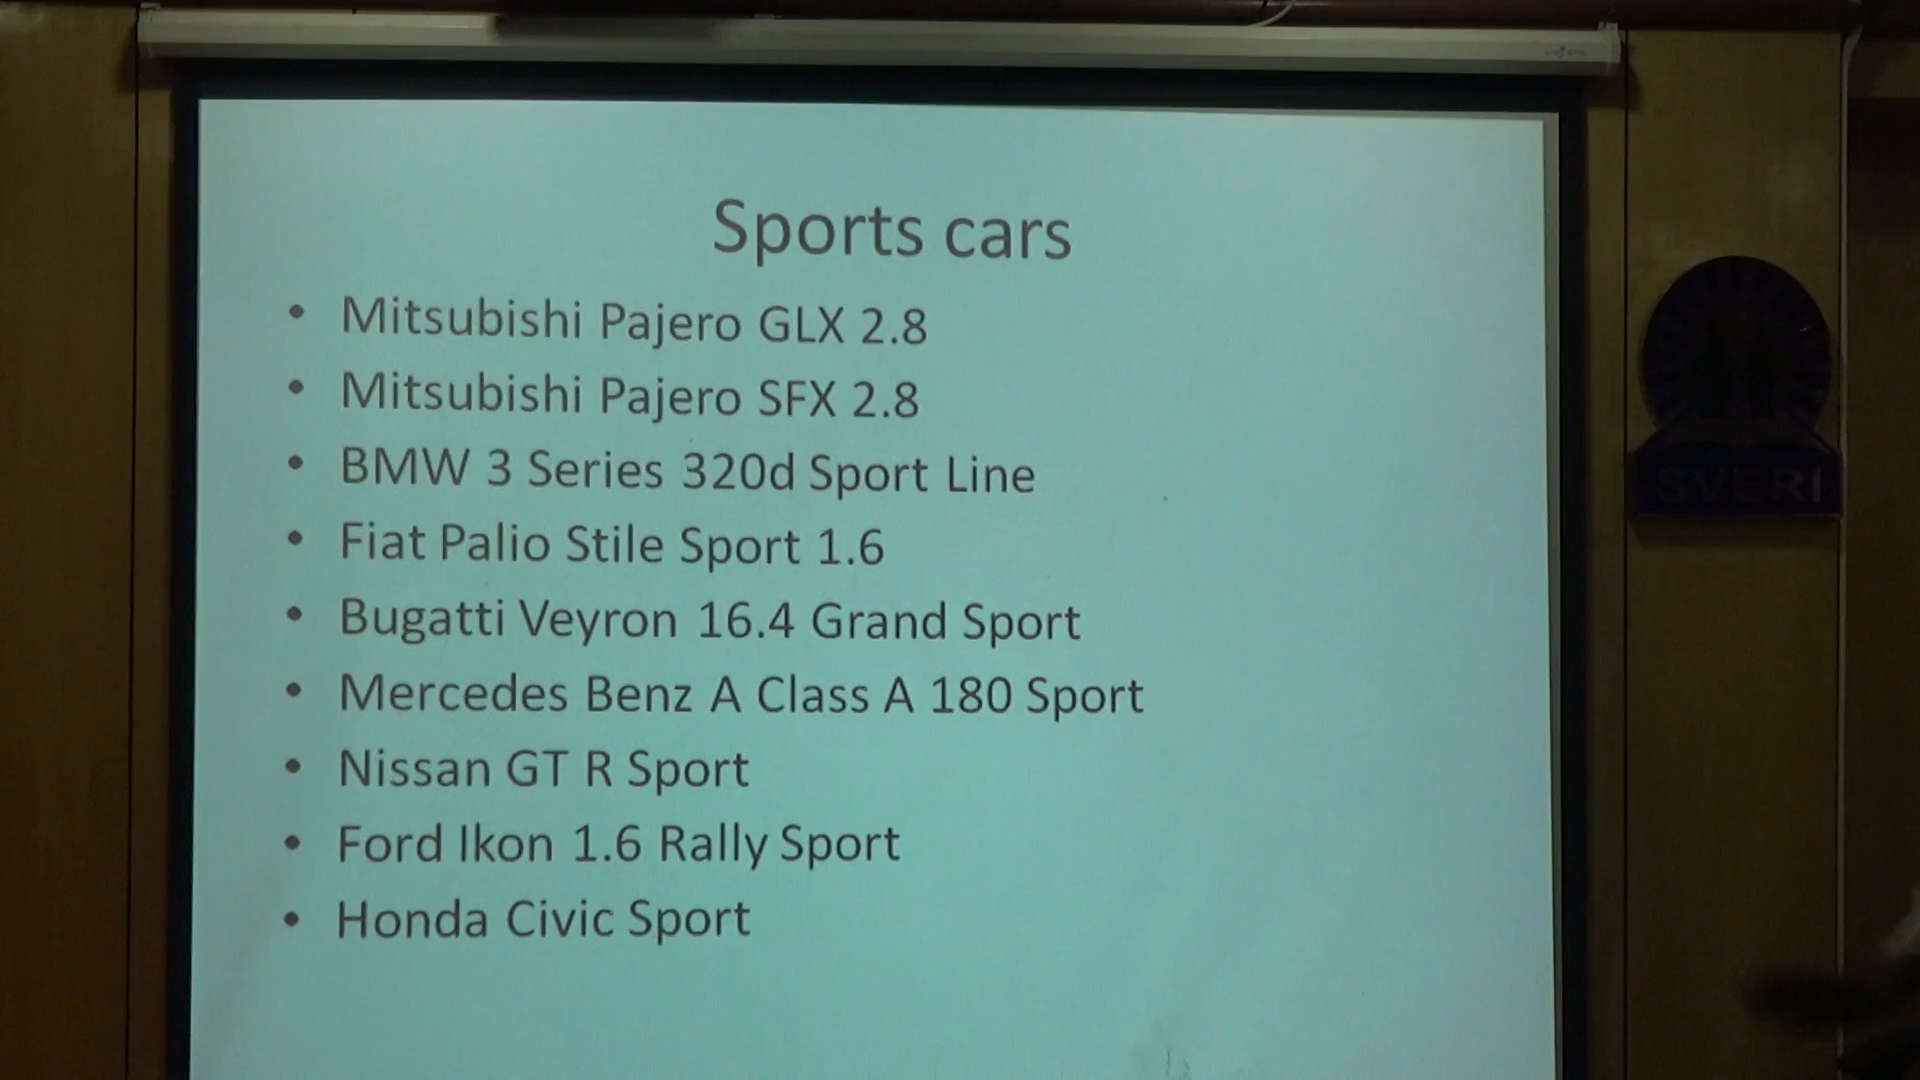 Sports cars
• Mitsubishi Pajero GLX 2.8
• Mitsubishi Pajero SFX 2.8
• BMW 3 Series 320d Sport Line
• Fiat Palio Stile Sport 1.6
• Bugatti Veyron 16.4 Grand Sport
• Mercedes Benz A Class A 180 Sport
• Nissan GT R Sport
• Ford Ikon 1.6 Rally Sport
• Honda Civic Sport
SVERI